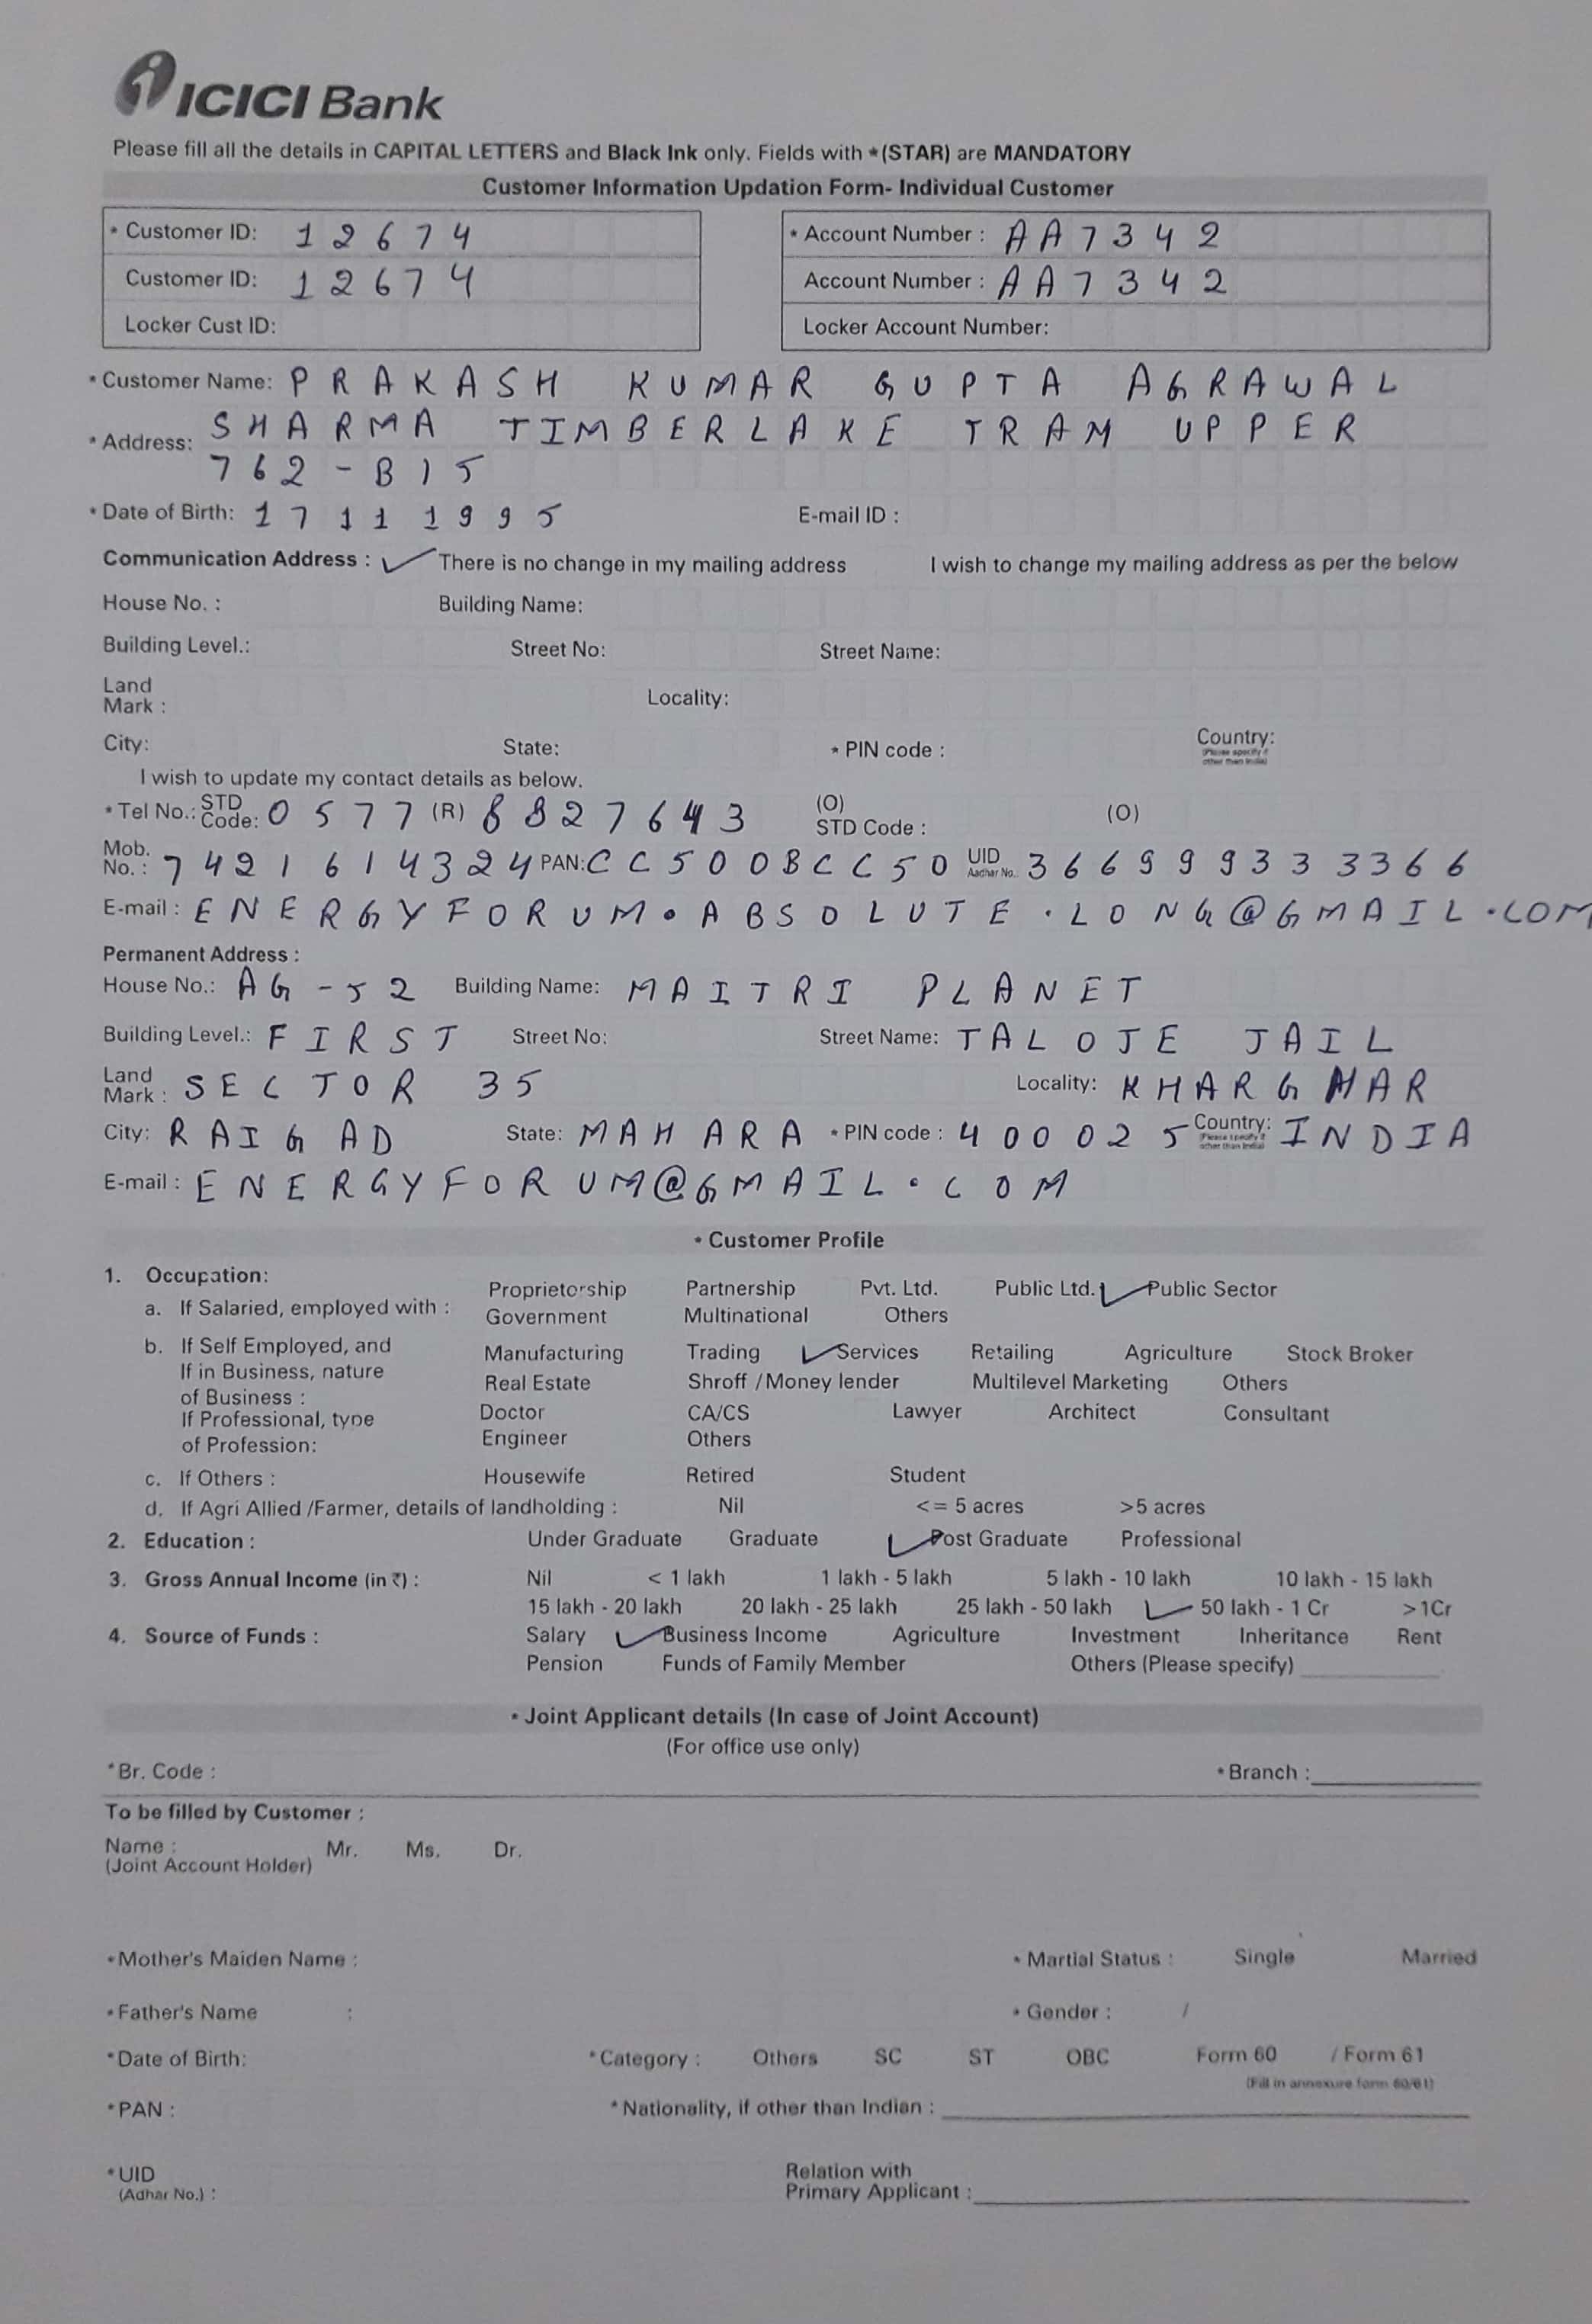 ICICI Bank
Please fill all the details in CAPITAL LETTERS and Black Ink only. Fields with *(STAR) are MANDATORY
Customer Information Updation Form- Individual Customer
* Customer ID: 12674 * Account Number : AA7342
Customer ID: 12674 Account Number : AA7342
Locker Cust ID: Locker Account Number:
* Customer Name: PRAKASH KUMAR GUPTA AGRAWAL
* Address: SHARMA TIMBERLAKE TRAM UPPER
762-B15
* Date of Birth: 17 11 1995 E-mail ID :
Communication Address : ✓ There is no change in my mailing address I wish to change my mailing address as per the below
House No. : Building Name:
Building Level.: Street No: Street Name:
Land Mark : Locality:
City: State: * PIN code : Country: (Please specify if other than India)
I wish to update my contact details as below.
* Tel No.: STD Code: 0577 (R) 8827643 (O) STD Code : (O)
Mob. No. : 7421614324 PAN: CC500BCC50 UID Aadhar No.. 366999333366
E-mail : ENERGYFORUM.ABSOLUTE.LONG@GMAIL.COM
Permanent Address :
House No.: AG-52 Building Name: MAITRI PLANET
Building Level.: FIRST Street No: Street Name: TALOJE JAIL
Land Mark : SECTOR 35 Locality: KHARGHAR
City: RAIGAD State: MAHARA * PIN code : 400025 Country: (Please specify if other than India) INDIA
E-mail : ENERGYFORUM@GMAIL.COM
* Customer Profile
1. Occupation:
a. If Salaried, employed with : Proprietorship Partnership Pvt. Ltd. Public Ltd. ✓ Public Sector
Government Multinational Others
b. If Self Employed, and If in Business, nature of Business : Manufacturing Trading ✓ Services Retailing Agriculture Stock Broker
Real Estate Shroff /Money lender Multilevel Marketing Others
If Professional, type of Profession: Doctor CA/CS Lawyer Architect Consultant
Engineer Others
c. If Others : Housewife Retired Student
d. If Agri Allied /Farmer, details of landholding : Nil <= 5 acres >5 acres
2. Education : Under Graduate Graduate ✓ Post Graduate Professional
3. Gross Annual Income (in ₹) : Nil < 1 lakh 1 lakh - 5 lakh 5 lakh - 10 lakh 10 lakh - 15 lakh
15 lakh - 20 lakh 20 lakh - 25 lakh 25 lakh - 50 lakh ✓ 50 lakh - 1 Cr >1Cr
4. Source of Funds : Salary ✓ Business Income Agriculture Investment Inheritance Rent
Pension Funds of Family Member Others (Please specify)
* Joint Applicant details (In case of Joint Account)
(For office use only)
*Br. Code : * Branch :
To be filled by Customer :
Name : (Joint Account Holder) Mr. Ms. Dr.
*Mother's Maiden Name : * Martial Status : Single Married
*Father's Name : * Gender : /
*Date of Birth: *Category : Others SC ST OBC Form 60 / Form 61
(Fill in annexure form 60/61)
*PAN : * Nationality, if other than Indian :
*UID (Adhar No.) : Relation with Primary Applicant :